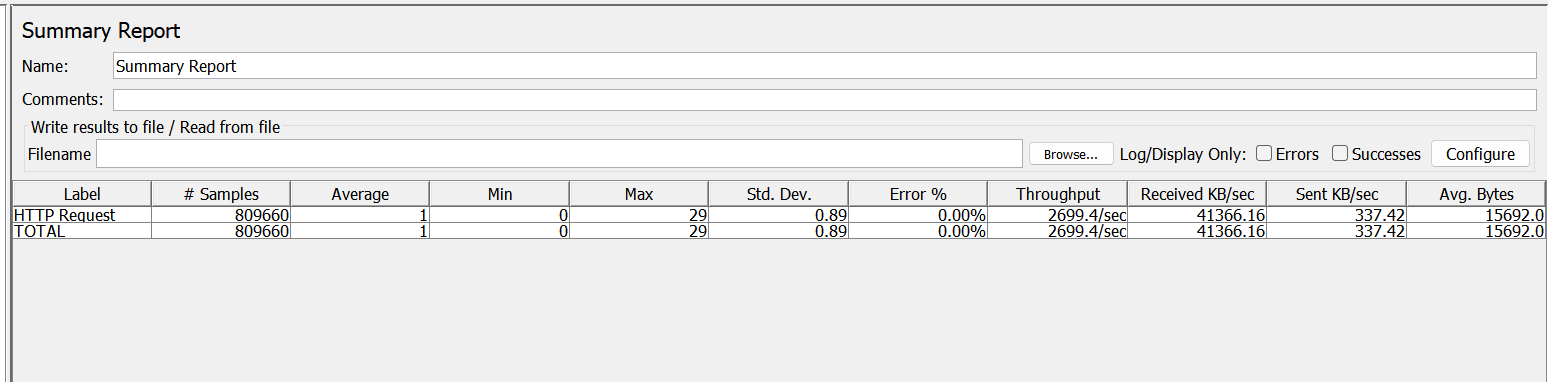 Summary Report
Name: Summary Report
Comments:
Write results to file / Read from file
Filename Browse... Log/Display Only: Errors Successes Configure
Label # Samples Average Min Max Std. Dev. Error % Throughput Received KB/sec Sent KB/sec Avg. Bytes
HTTP Request 809660 1 0 29 0.89 0.00% 2699.4/sec 41366.16 337.42 15692.0
TOTAL 809660 1 0 29 0.89 0.00% 2699.4/sec 41366.16 337.42 15692.0